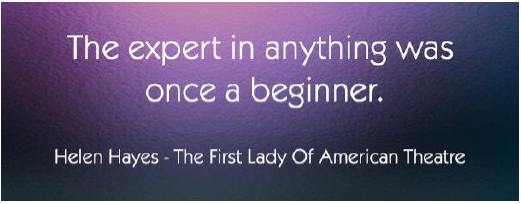 The expert in anything was
once a beginner.
Helen Hayes - The First Lady Of American Theatre